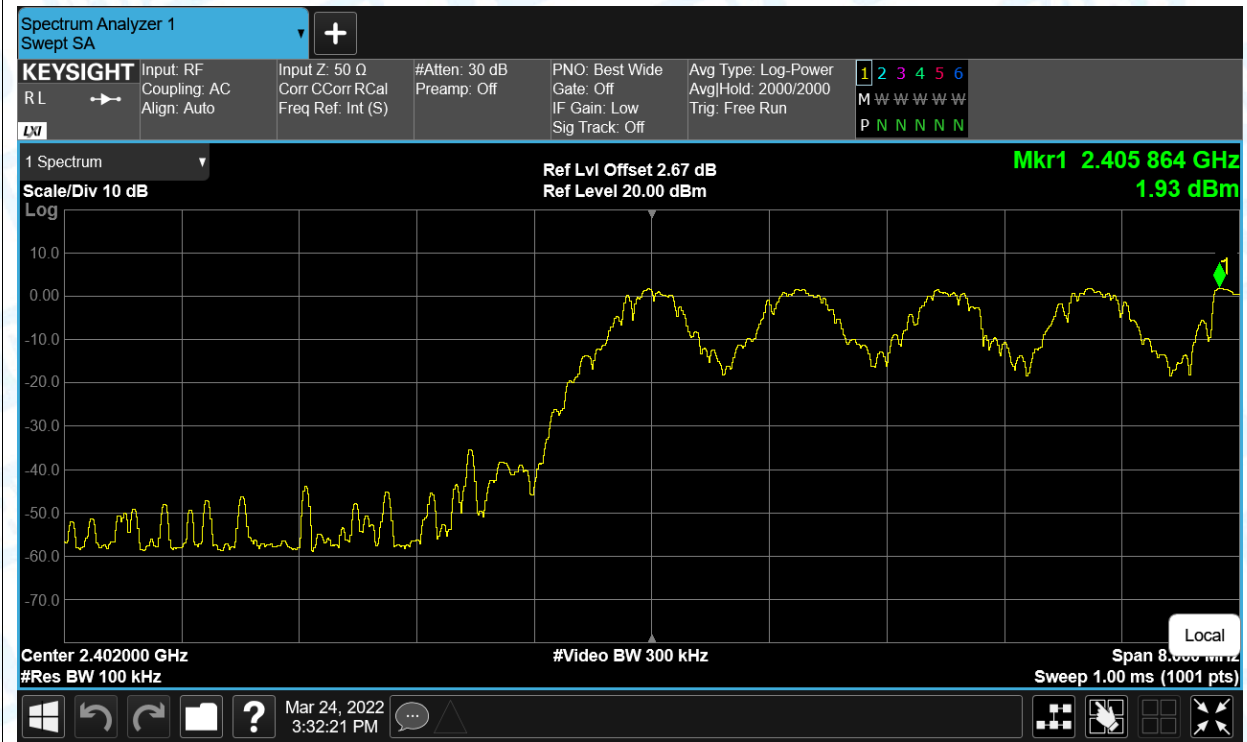 Spectrum Analyzer 1
Swept SA
+
KEYSIGHT
R L
LXI
Input: RF
Coupling: AC
Align: Auto
Input Z: 50 Ω
Corr CCorr RCal
Freq Ref: Int (S)
#Atten: 30 dB
Preamp: Off
PNO: Best Wide
Gate: Off
IF Gain: Low
Sig Track: Off
Avg Type: Log-Power
Avg|Hold: 2000/2000
Trig: Free Run
1 2 3 4 5 6
M W W W W W
P N N N N N
1 Spectrum
Scale/Div 10 dB
Log
Ref Lvl Offset 2.67 dB
Ref Level 20.00 dBm
Mkr1 2.405 864 GHz
1.93 dBm
10.0
0.00
-10.0
-20.0
-30.0
-40.0
-50.0
-60.0
-70.0
1
Local
Center 2.402000 GHz
#Res BW 100 kHz
#Video BW 300 kHz
Span 8.000 MHz
Sweep 1.00 ms (1001 pts)
?
Mar 24, 2022
3:32:21 PM